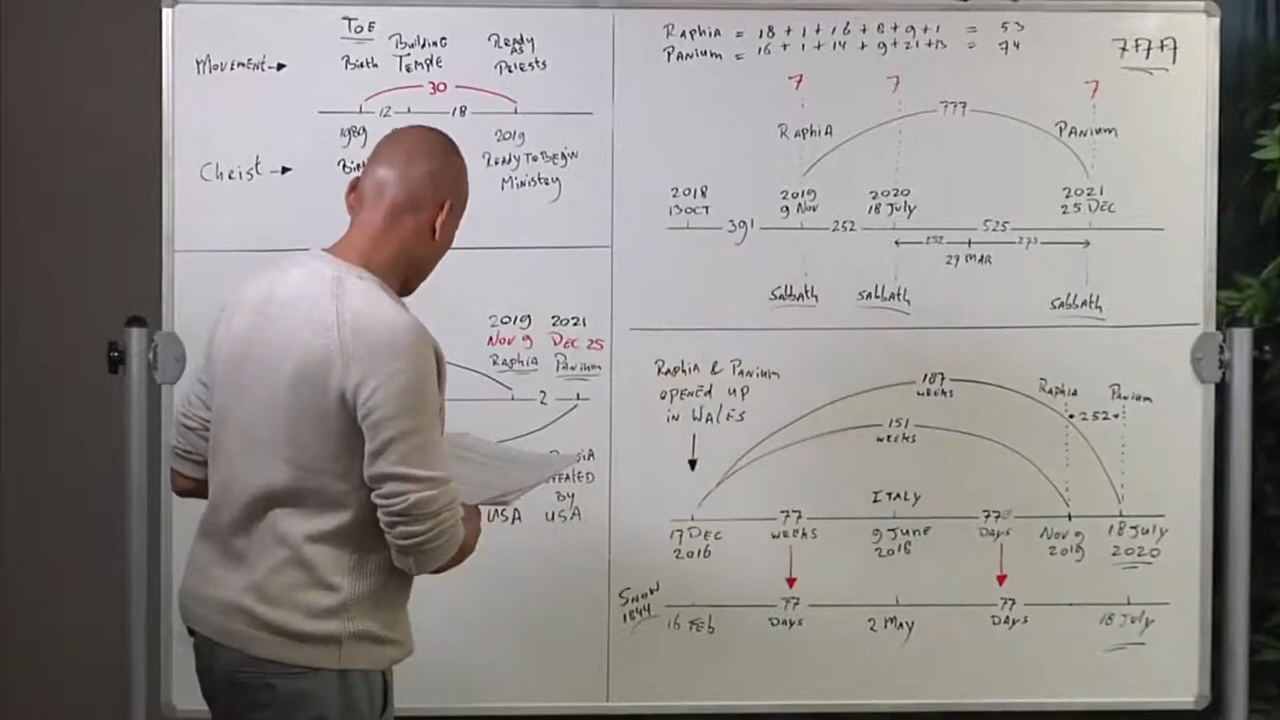 ToE
Movement
Birth
Building
Temple
Ready
As
Priests
30
12
18
1989
2019
Christ
Ready To Begin
Ministry
2019
2021
Nov 9
Dec 25
Raphia
Panium
2
By
USA
USA
Raphia = 18 + 1 + 16 + 8 + 9 + 1 = 53
Panium = 16 + 1 + 14 + 9 + 21 + 13 = 74
777
7
7
7
777
Raphia
Panium
2018
13 Oct
2019
9 Nov
2020
18 July
2021
25 Dec
391
252
525
252
273
29 Mar
Sabbath
Sabbath
Sabbath
Raphia & Panium
opened up
in Wales
187
weeks
151
weeks
Raphia
Panium
252
Italy
17 Dec
2016
77
weeks
9 June
77
Days
Nov 9
2019
18 July
2020
Snow
1844
16 Feb
77
Days
2 May
77
Days
18 July